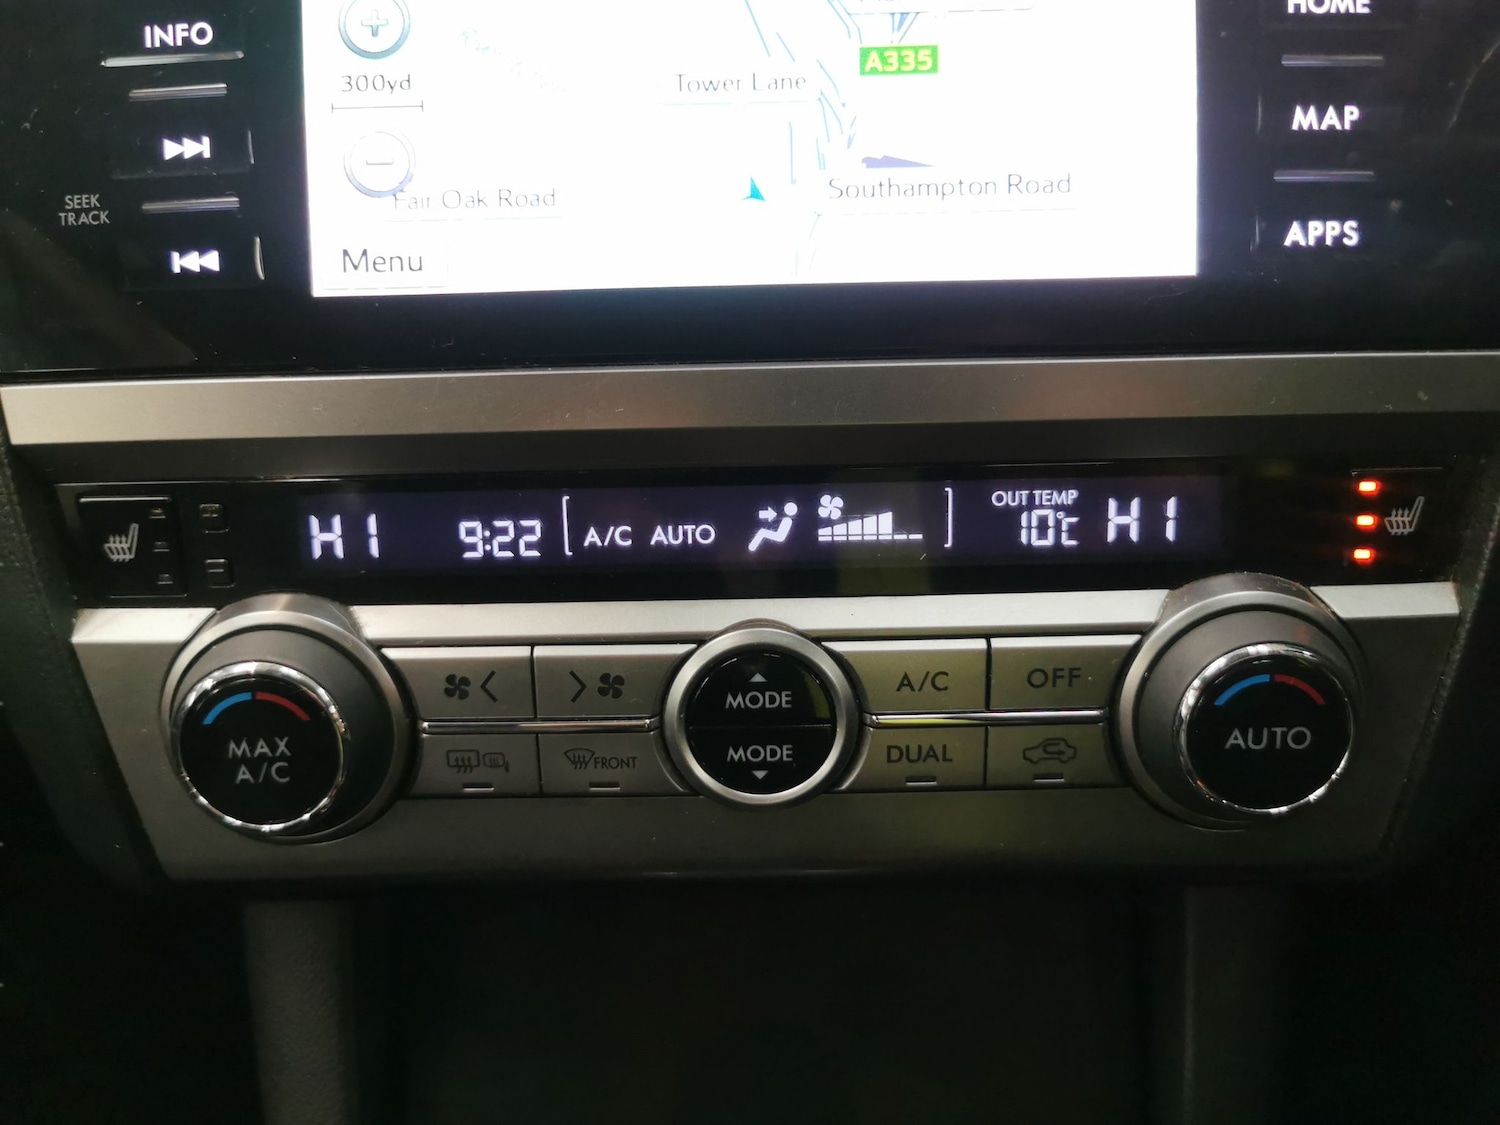 INFO
SEEK
TRACK
300yd
Tower Lane
A335
Fair Oak Road
Southampton Road
Menu
HOME
MAP
APPS
HI
9:22
A/C AUTO
OUT TEMP
10°C
HI
MAX
A/C
FRONT
MODE
MODE
A/C
OFF
DUAL
AUTO